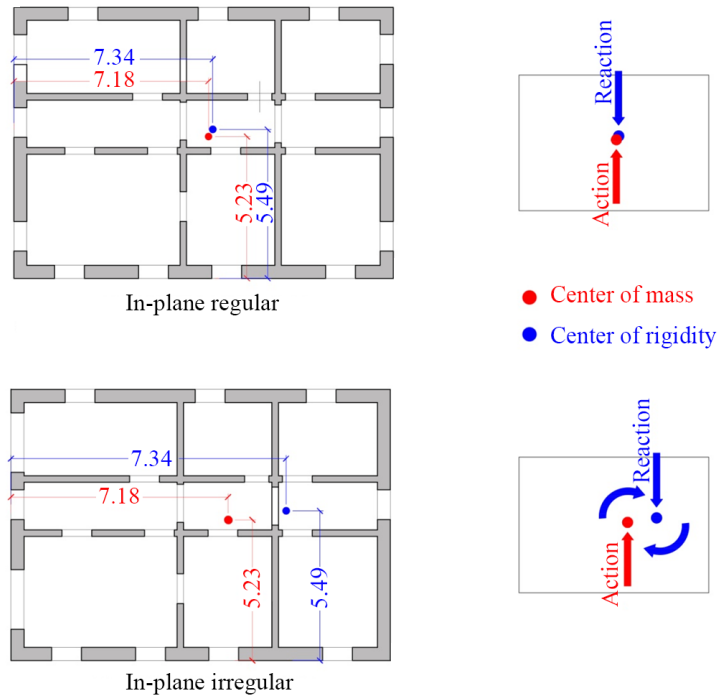 7.34
7.18
5.23
5.49
In-plane regular
Reaction
Action
Center of mass
Center of rigidity
7.34
7.18
5.23
5.49
In-plane irregular
Reaction
Action